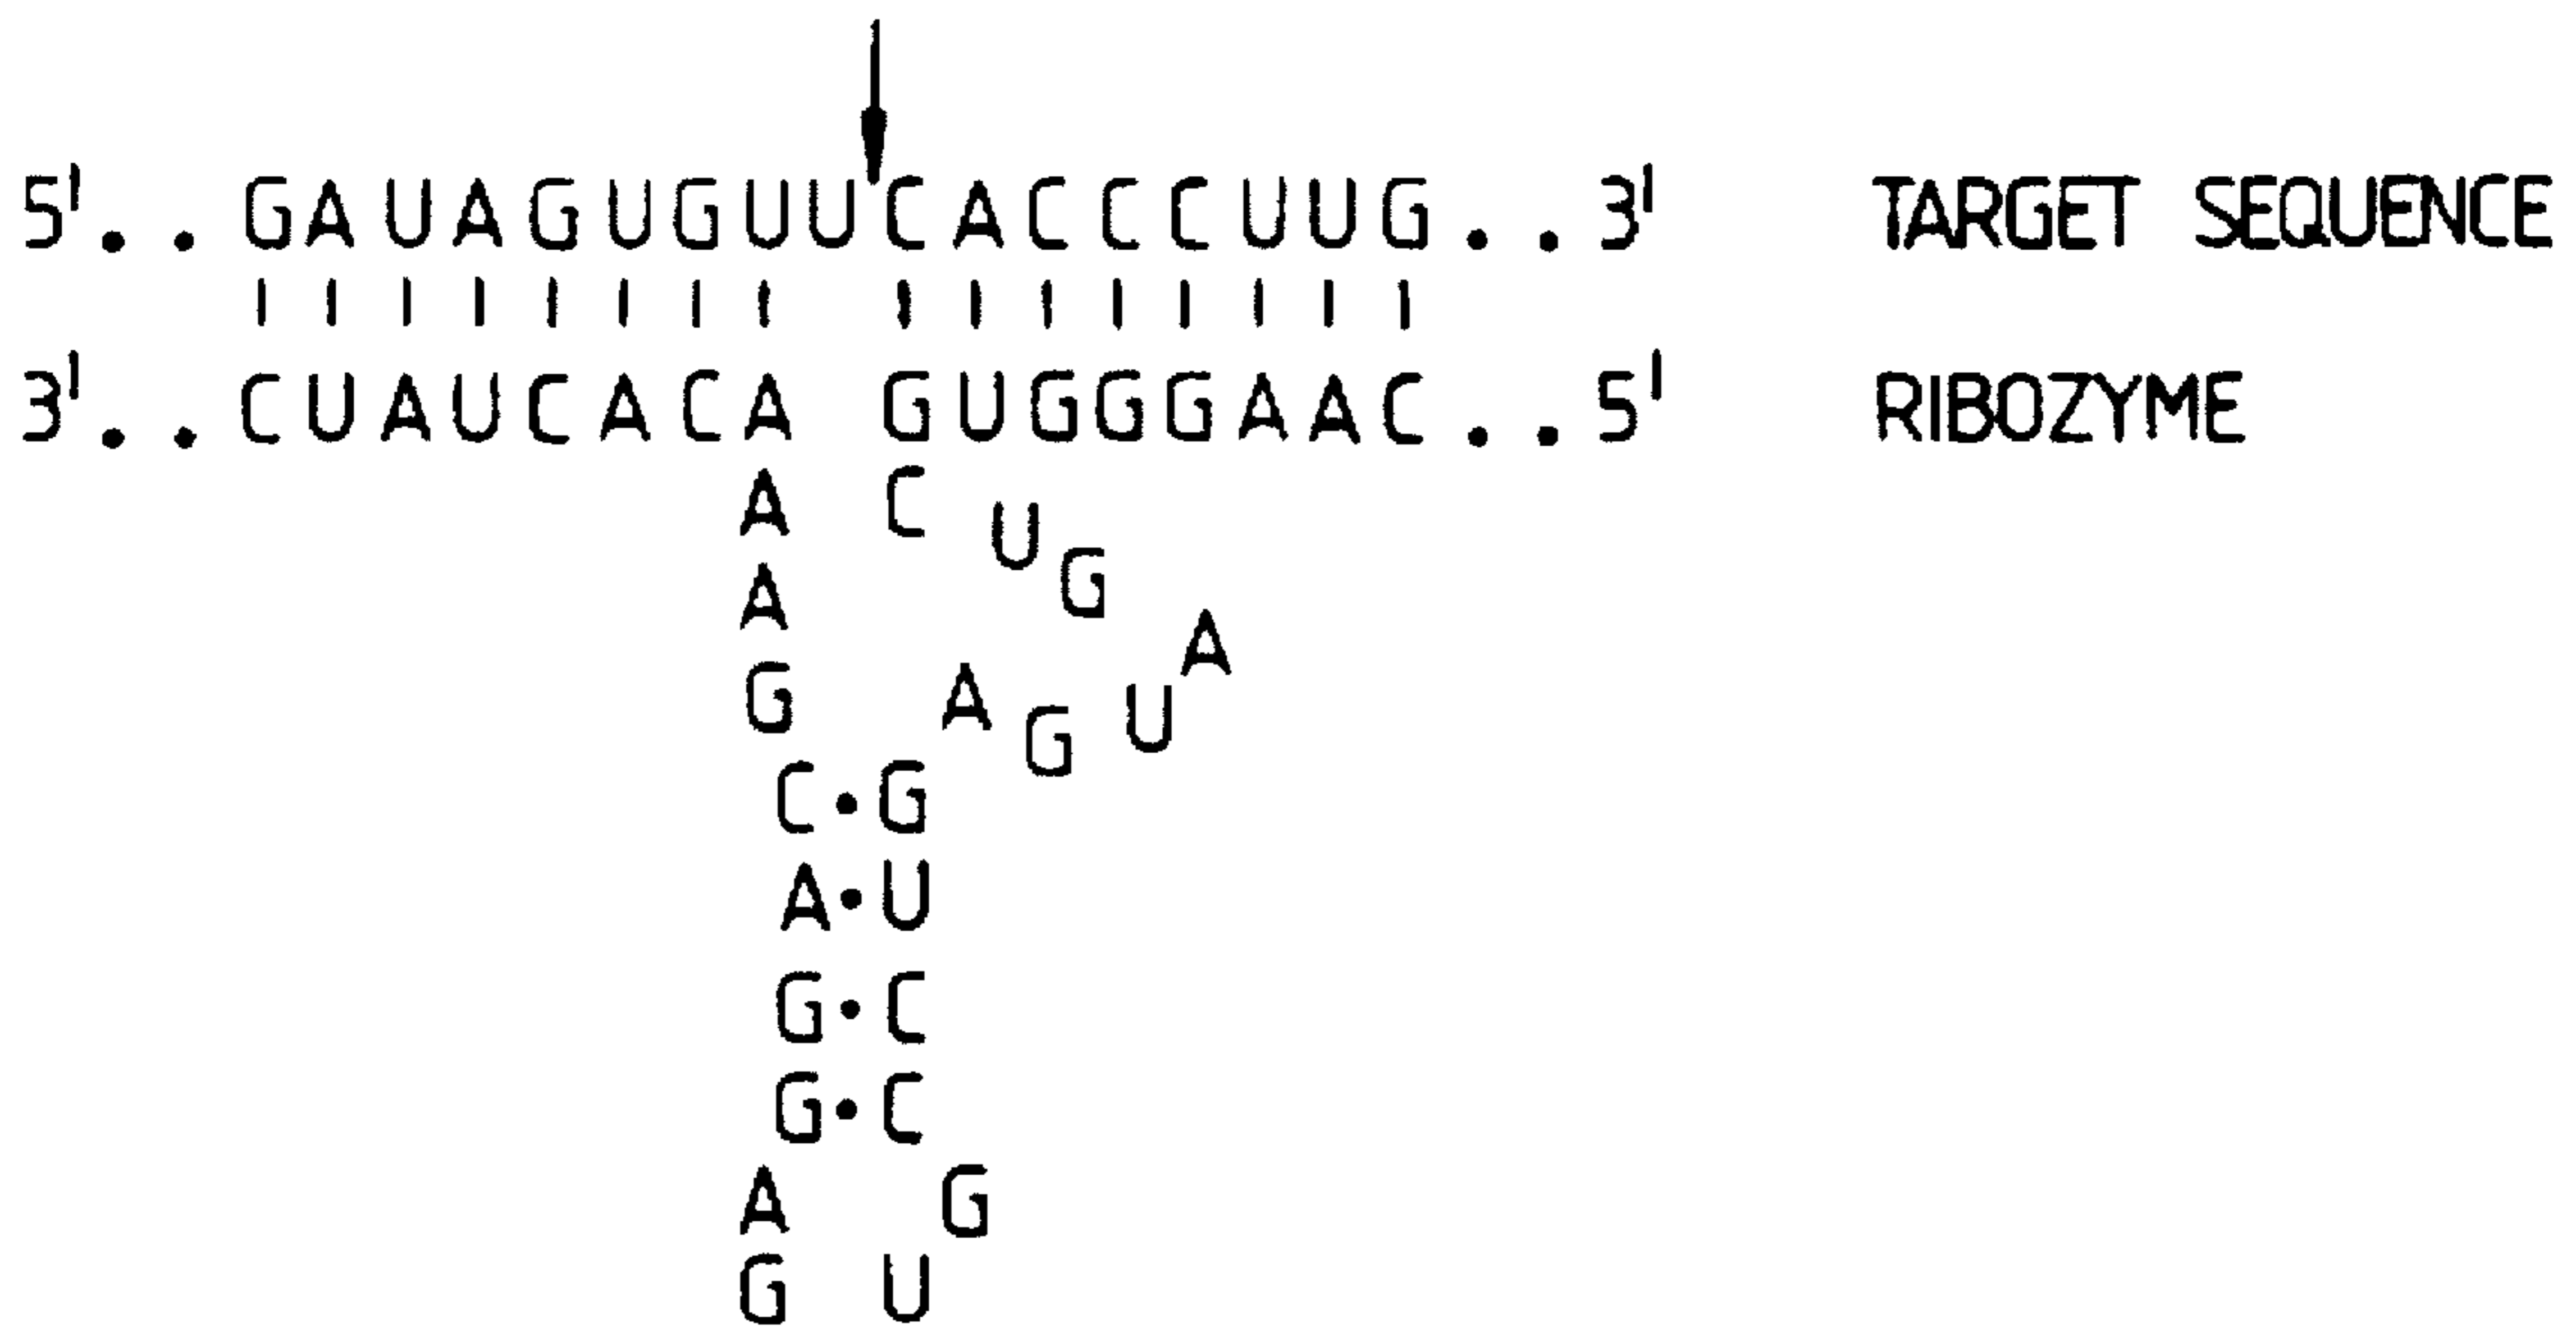 5'.. GAUAGUGUUCACCCUUG..3' TARGET SEQUENCE
3'.. CUAUCACA GUGGGAAC..5' RIBOZYME
A C U
A G
G A G U A
C•G
A•U
G•C
G•C
A G
G U